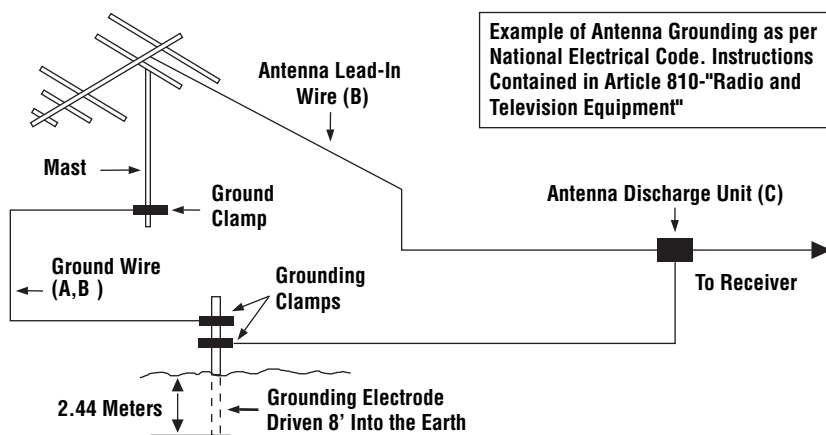 Example of Antenna Grounding as per
National Electrical Code. Instructions
Contained in Article 810-"Radio and
Television Equipment"
Antenna Lead-In
Wire (B)
Mast
Ground
Clamp
Antenna Discharge Unit (C)
Ground Wire
(A,B )
Grounding
Clamps
To Receiver
2.44 Meters
Grounding Electrode
Driven 8' Into the Earth